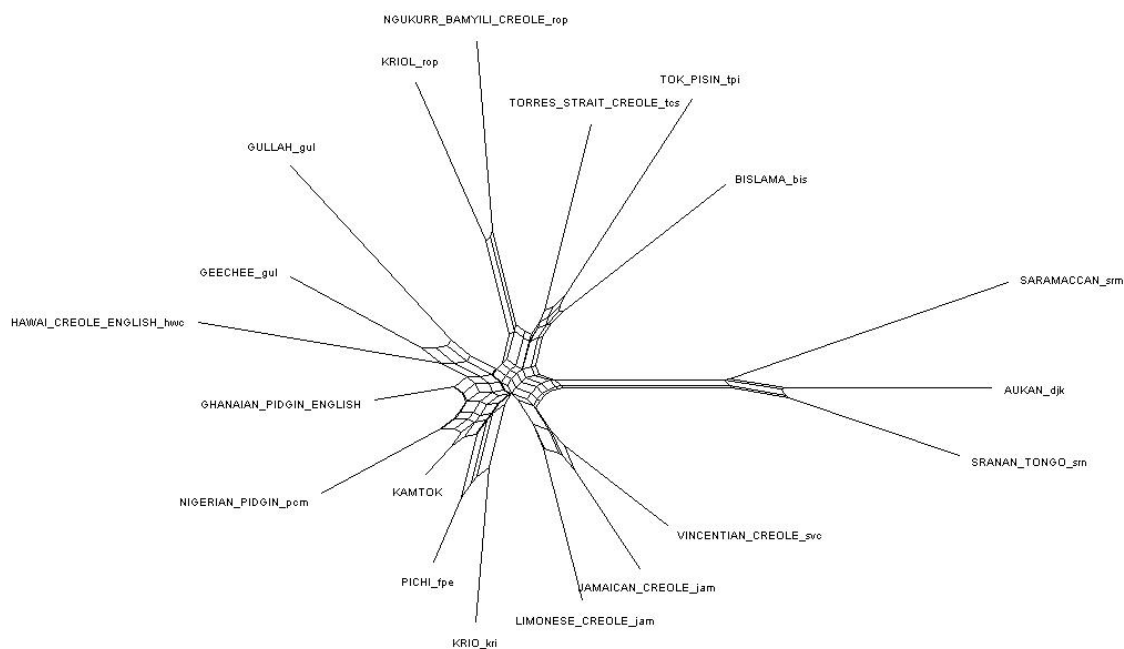 NGUKURR_BAMYILI_CREOLE_rop
KRIOL_rop
TOK_PISIN_tpi
TORRES_STRAIT_CREOLE_tcs
GULLAH_gul
BISLAMA_bis
GEECHEE_gul
SARAMACCAN_srm
HAWAI_CREOLE_ENGLISH_hwc
AUKAN_djk
GHANAIAN_PIDGIN_ENGLISH
SRANAN_TONGO_srn
KAMTOK
NIGERIAN_PIDGIN_pcm
VINCENTIAN_CREOLE_svc
PICHI_fpe
JAMAICAN_CREOLE_jam
LIMONESE_CREOLE_jam
KRIO_kri